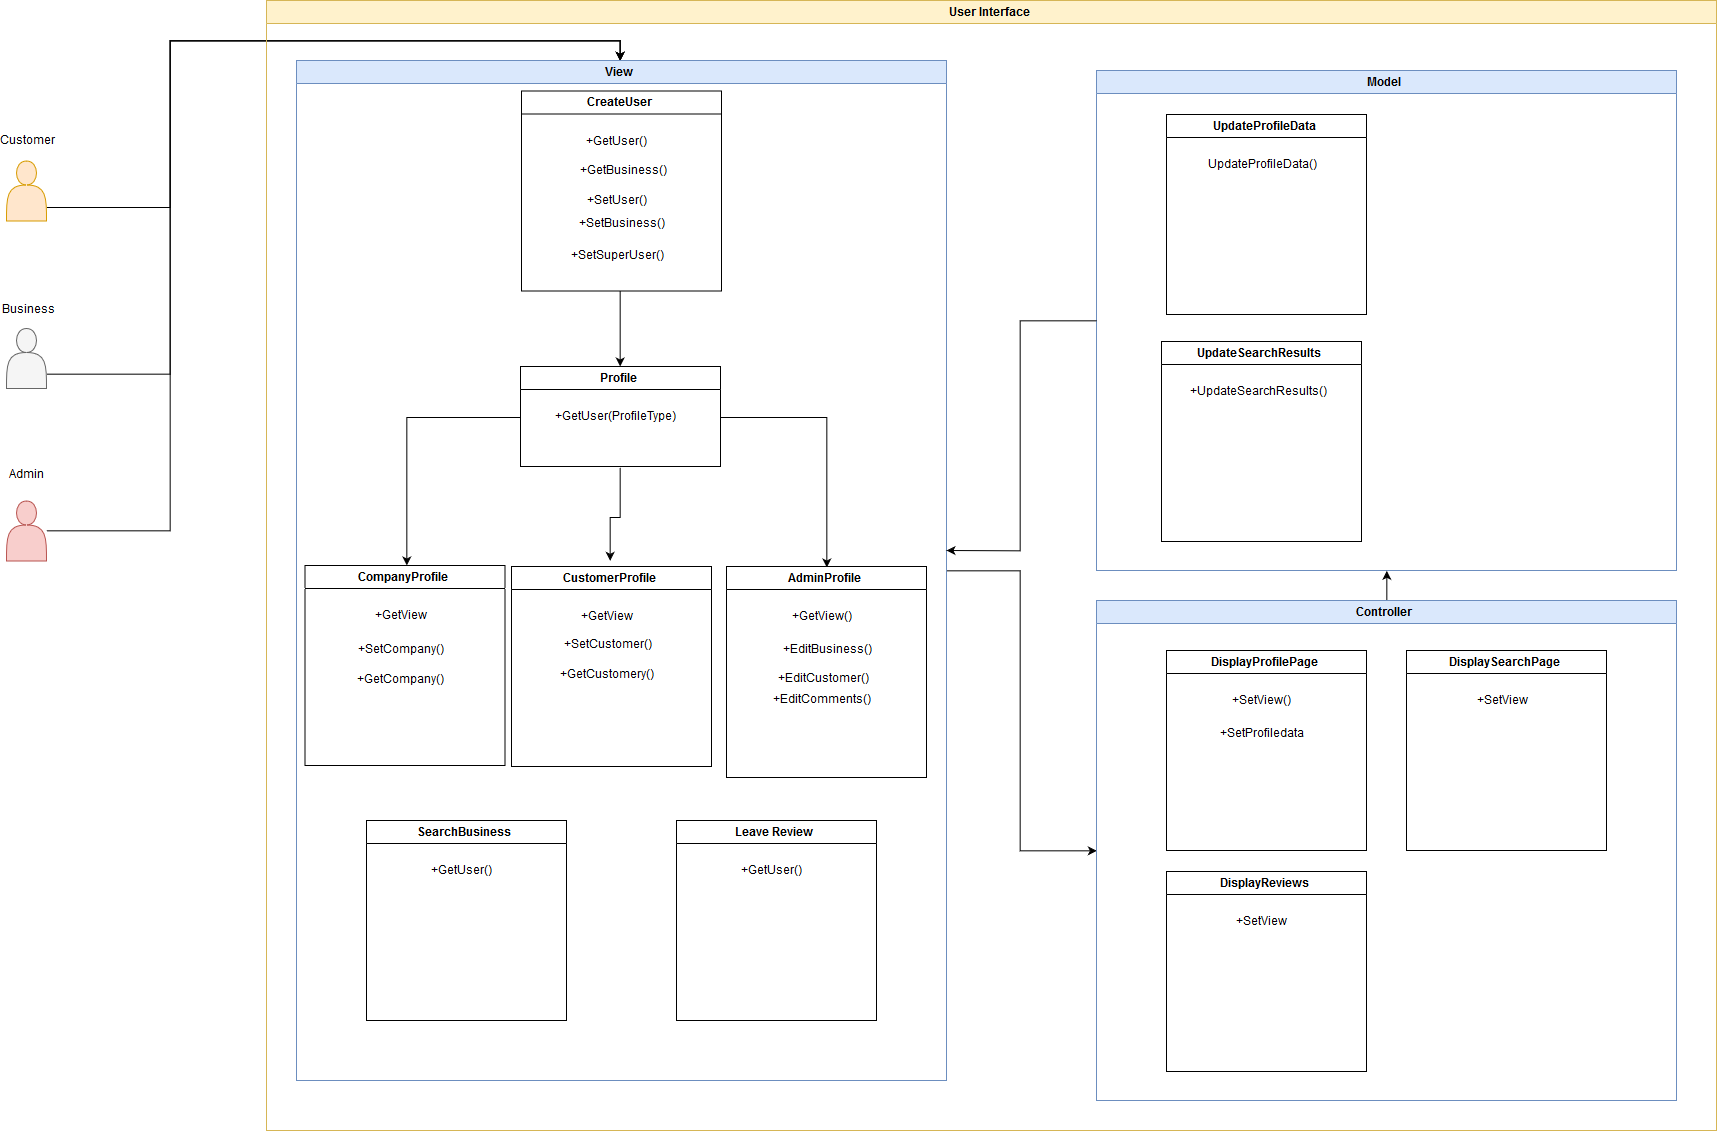 User Interface
Customer
Business
Admin
View
CreateUser
+GetUser()
+GetBusiness()
+SetUser()
+SetBusiness()
+SetSuperUser()
Profile
+GetUser(ProfileType)
CompanyProfile
+GetView
+SetCompany()
+GetCompany()
CustomerProfile
+GetView
+SetCustomer()
+GetCustomery()
AdminProfile
+GetView()
+EditBusiness()
+EditCustomer()
+EditComments()
SearchBusiness
+GetUser()
Leave Review
+GetUser()
Model
UpdateProfileData
UpdateProfileData()
UpdateSearchResults
+UpdateSearchResults()
Controller
DisplayProfilePage
+SetView()
+SetProfiledata
DisplaySearchPage
+SetView
DisplayReviews
+SetView